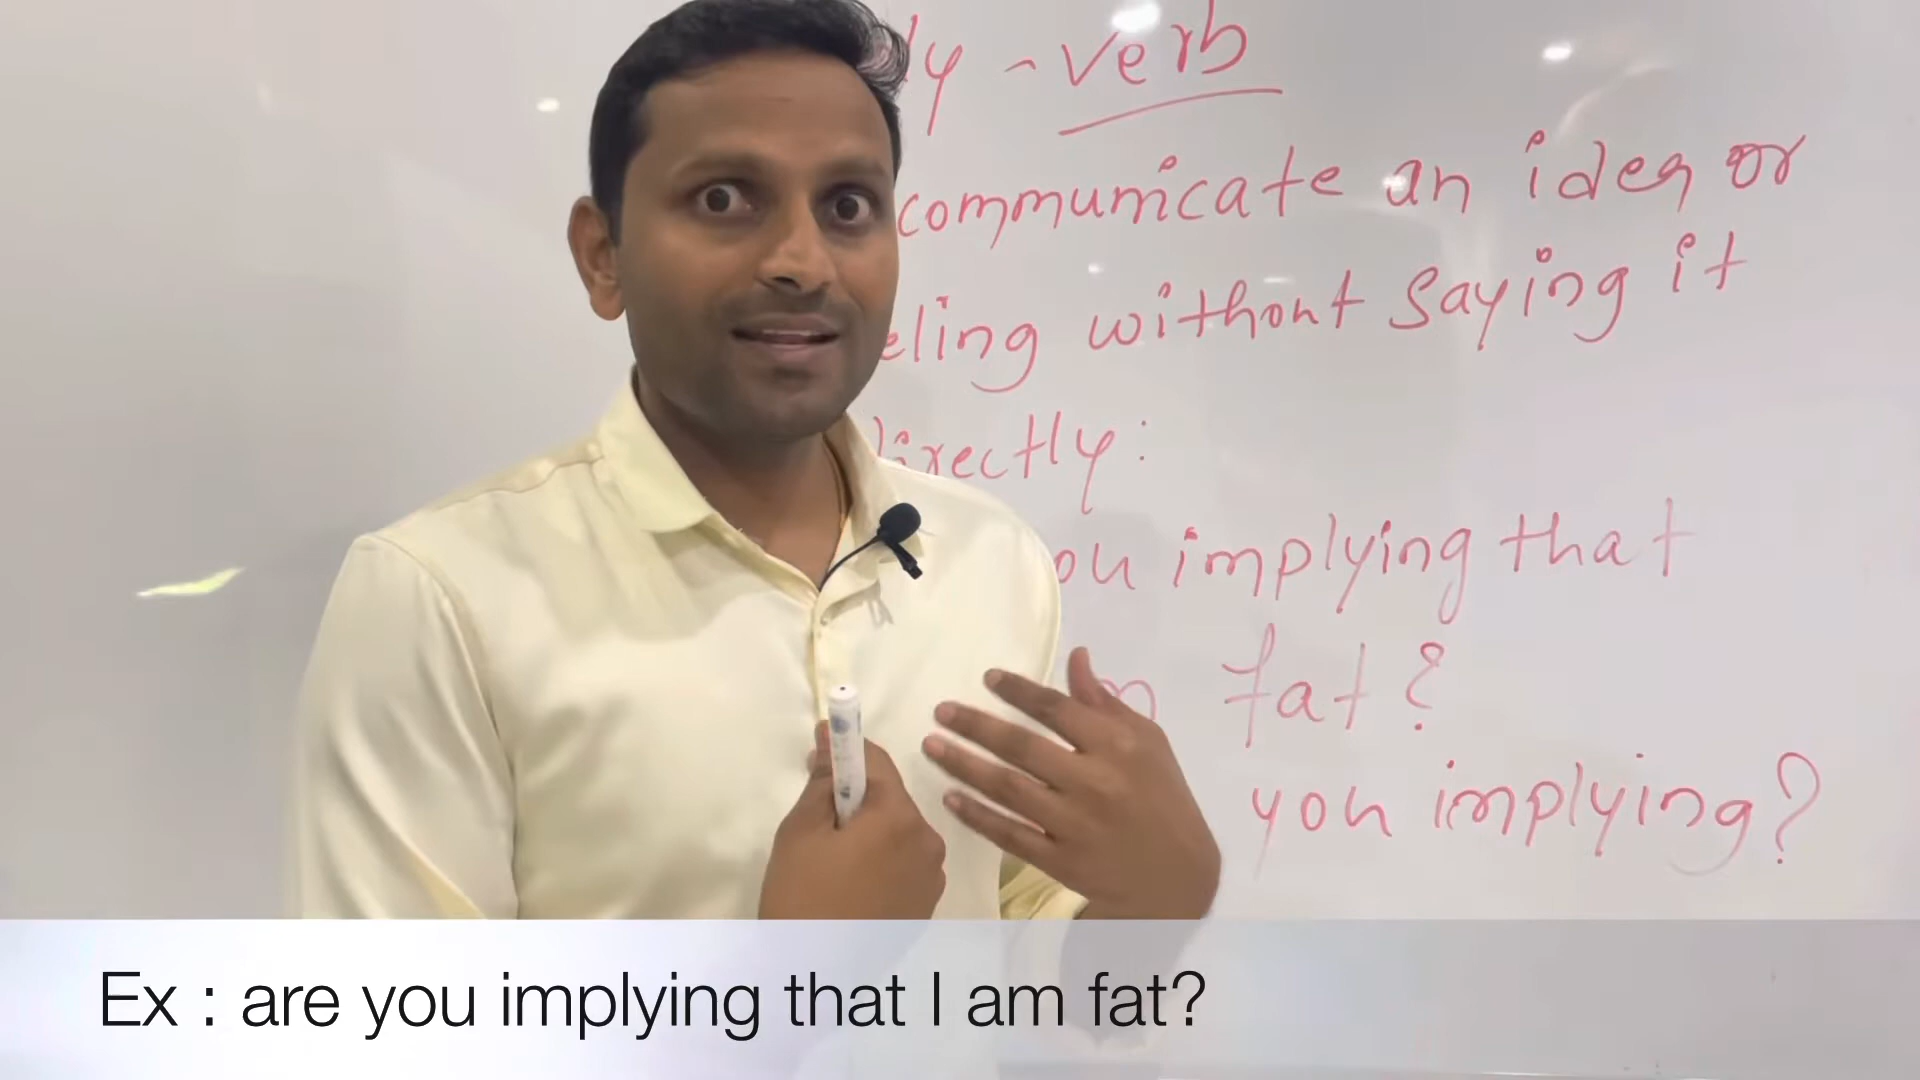 - verb
communicate an idea or
without saying it
you implying that
fat?
you implying?
Ex : are you implying that I am fat?